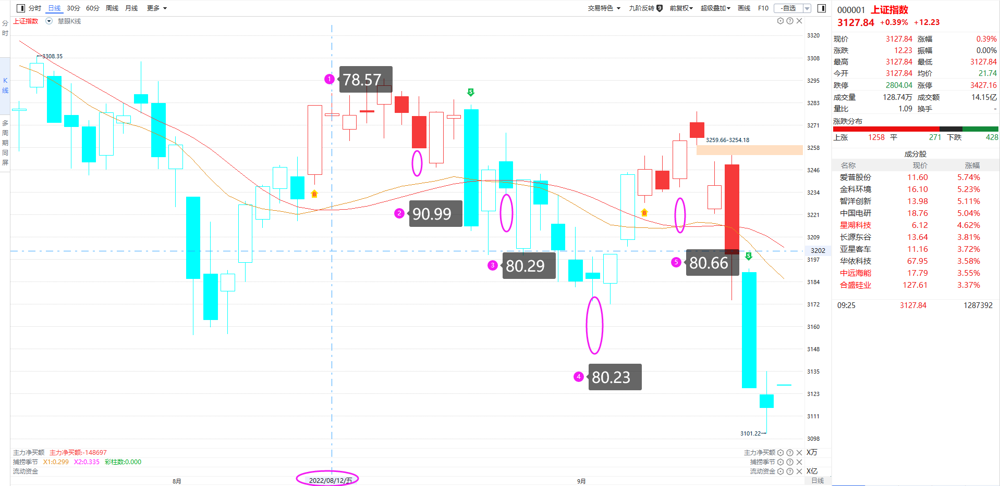 分时 日线 30分 60分 周线 月线 更多 交易特色 九阶反转 9 前复权 超级叠加 画线 F10 -自选
上证指数 慧眼K线
分时
K线
多周期同屏
3308.35
1 78.57
S
B
2 90.99
3 80.29
4 80.23
B
5 80.66
S
3259.66-3254.18
3101.22
3320
3308
3295
3283
3271
3258
3246
3234
3221
3209
3202
3197
3184
3172
3160
3148
3135
3123
3111
3098
主力净买额 主力净买额:-148697 主力净买额 X万
捕捞季节 X1:0.299 X2:0.335 彩柱数:0.000 捕捞季节
流动资金 流动资金 X亿
8月 2022/08/12/五 9月 日线
000001 上证指数
3127.84 +0.39% +12.23
现价 3127.84 涨幅 0.39%
涨跌 12.23 振幅 0.00%
最高 3127.84 最低 3127.84
今开 3127.84 均价 21.74
跌停 2804.04 涨停 3427.16
成交量 128.74万 成交额 14.15亿
量比 1.09 换手 -
涨跌分布
上涨 1258 平 271 下跌 428
成分股
名称 现价 涨幅
爱普股份 11.60 5.74%
金科环境 16.10 5.23%
智洋创新 13.98 5.11%
中国电研 18.76 5.04%
星湖科技 6.12 4.62%
长源东谷 13.64 3.81%
亚星客车 11.16 3.72%
华依科技 67.95 3.58%
中远海能 17.79 3.55%
合盛硅业 127.61 3.37%
09:25 3127.84 1287392